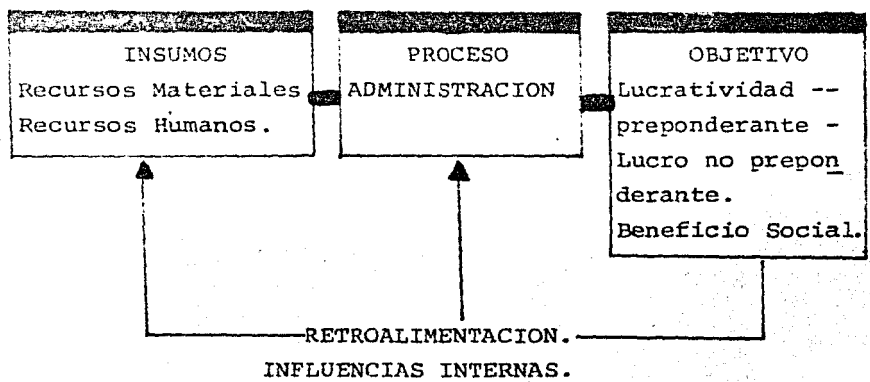 INSUMOS
Recursos Materiales
Recursos Humanos.
PROCESO
ADMINISTRACION
OBJETIVO
Lucratividad --
preponderante -
Lucro no prepon
derante.
Beneficio Social.
RETROALIMENTACION.
INFLUENCIAS INTERNAS.